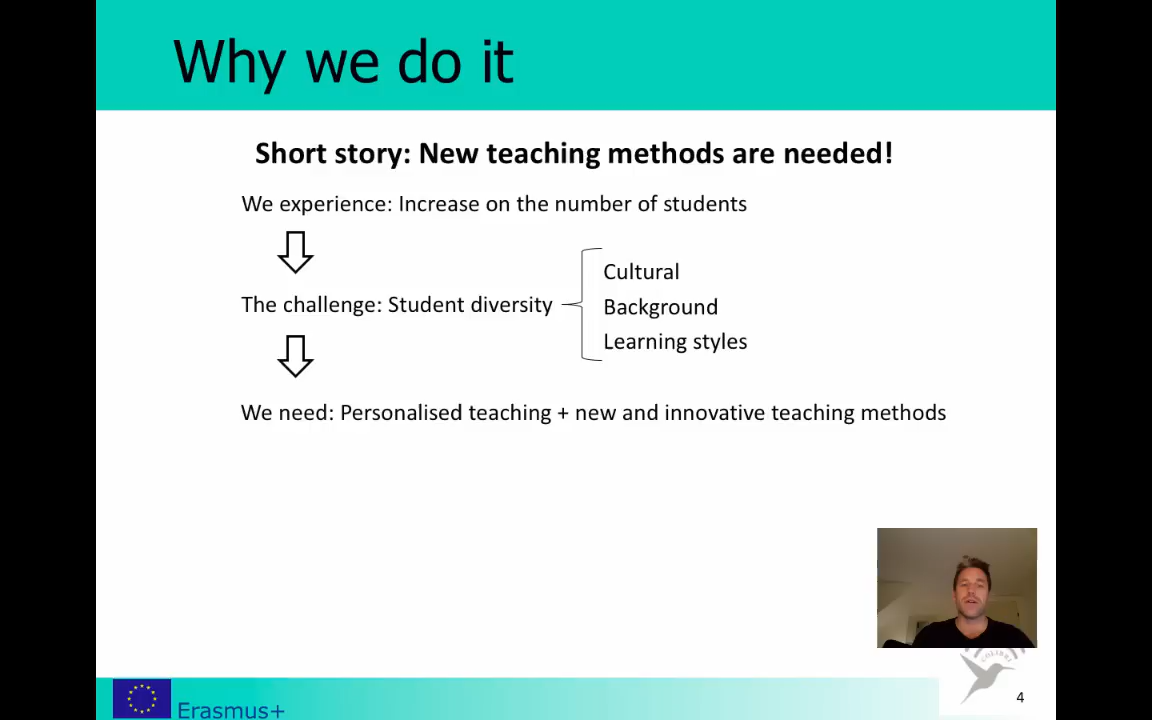 Why we do it
Short story: New teaching methods are needed!
We experience: Increase on the number of students
The challenge: Student diversity
Cultural
Background
Learning styles
We need: Personalised teaching + new and innovative teaching methods
COLIBRI
Erasmus+
4